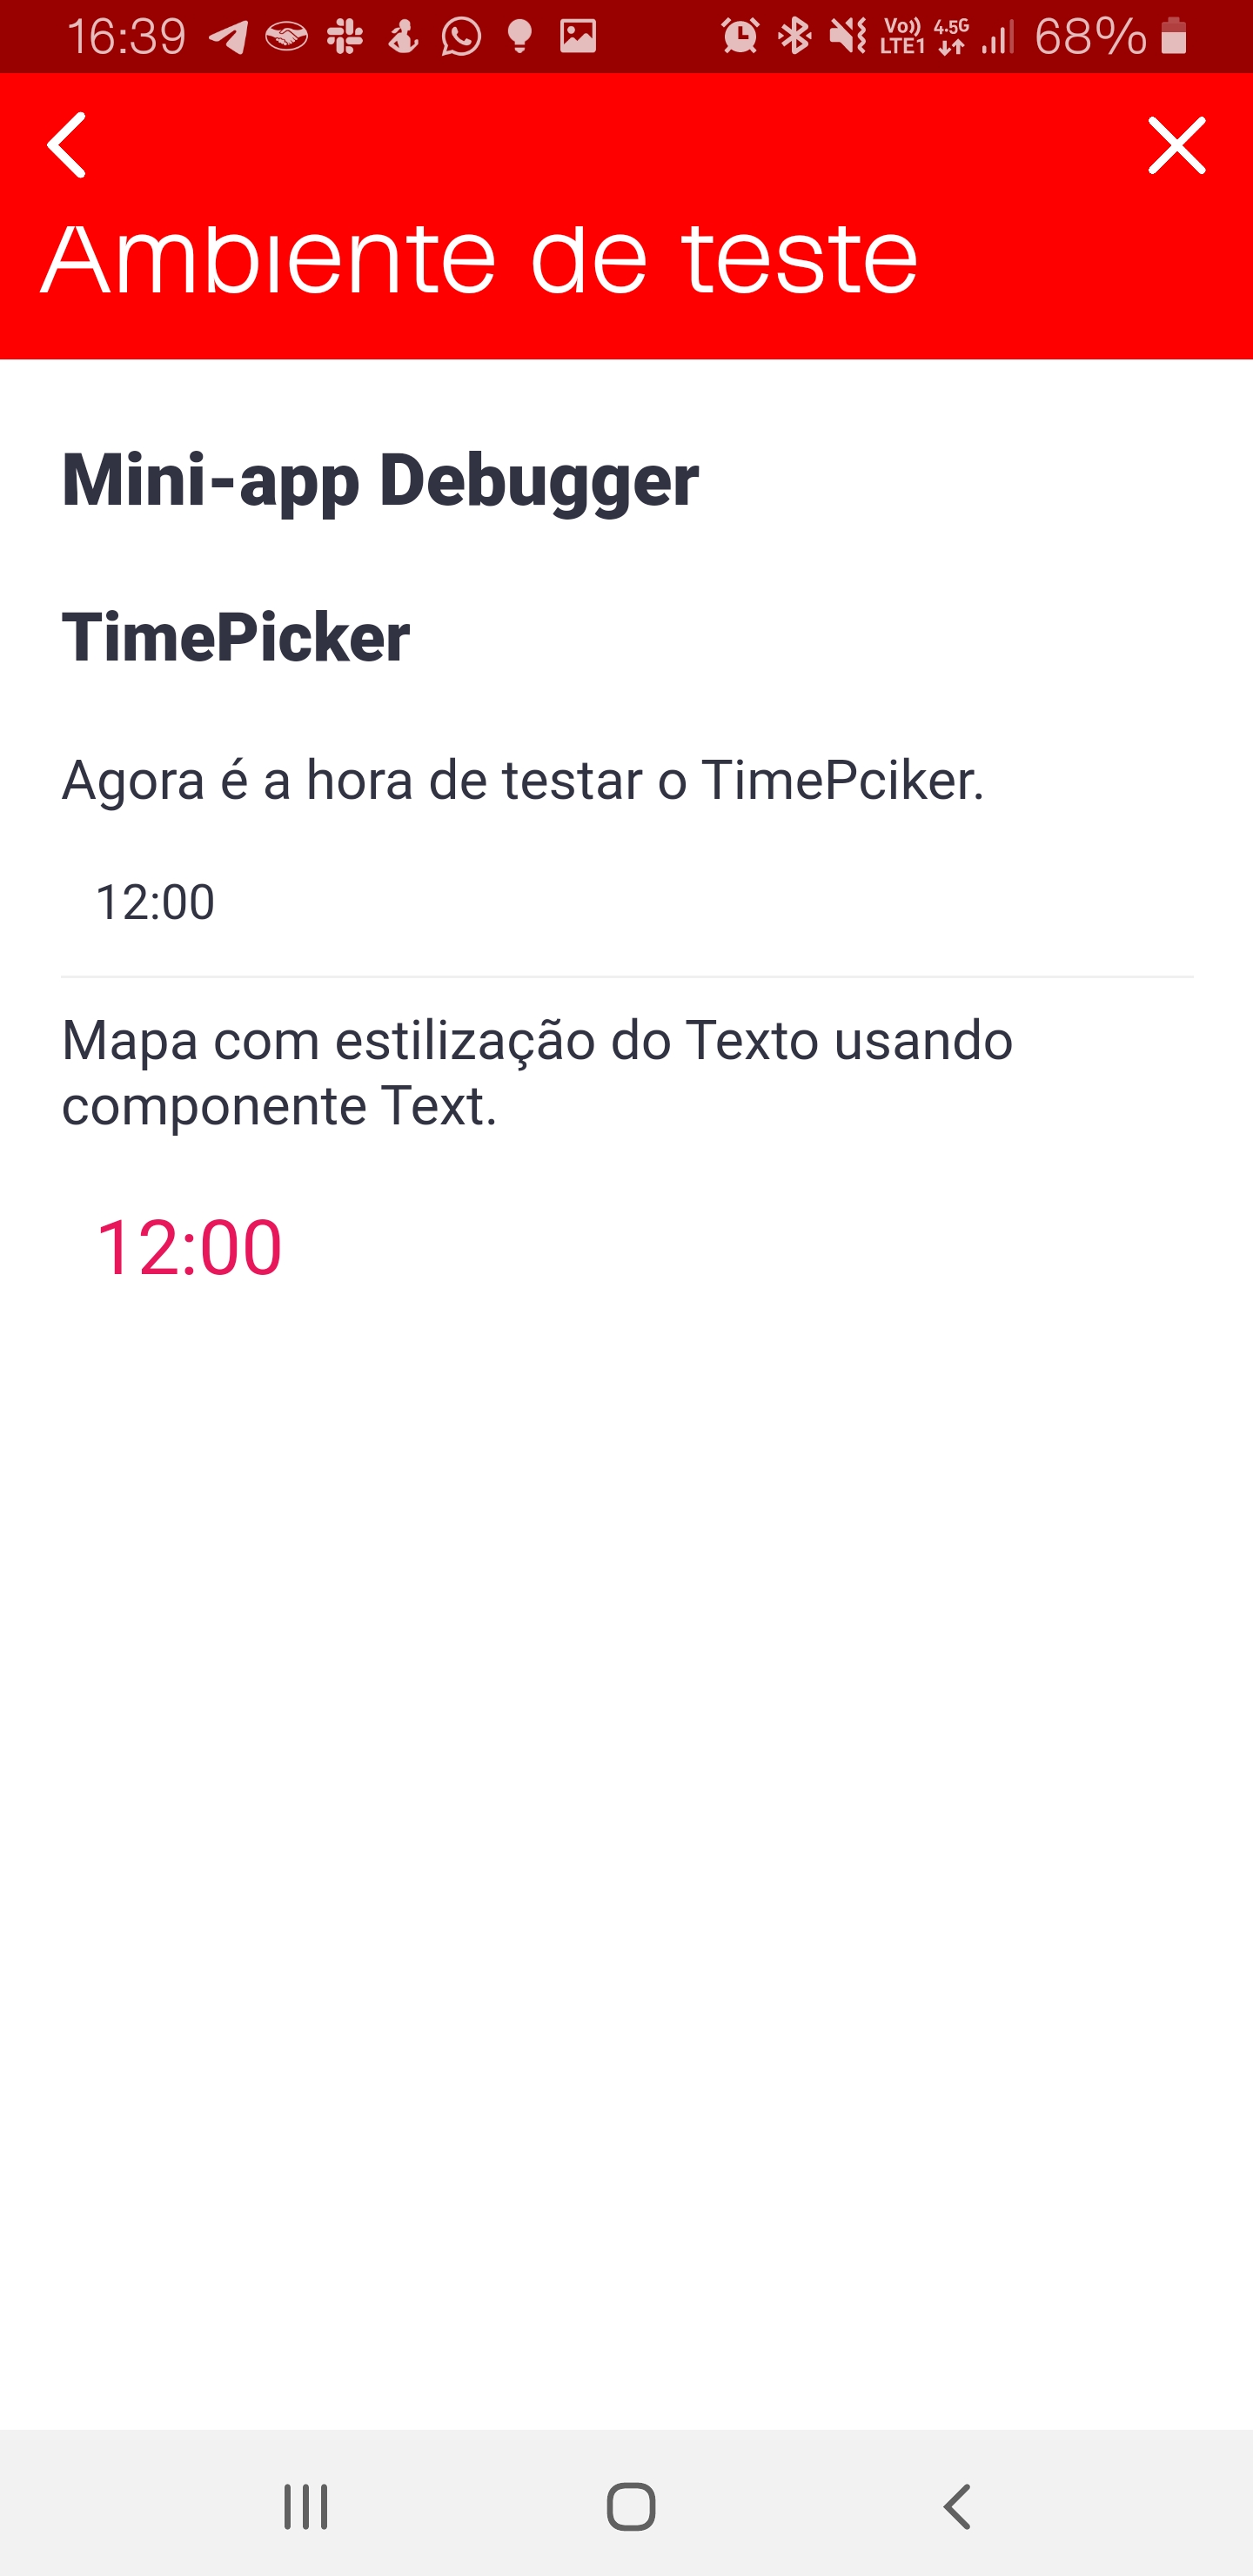 16:39 Vo)) LTE1 4.5G 68%
Ambiente de teste
Mini-app Debugger
TimePicker
Agora é a hora de testar o TimePciker.
12:00
Mapa com estilização do Texto usando
componente Text.
12:00